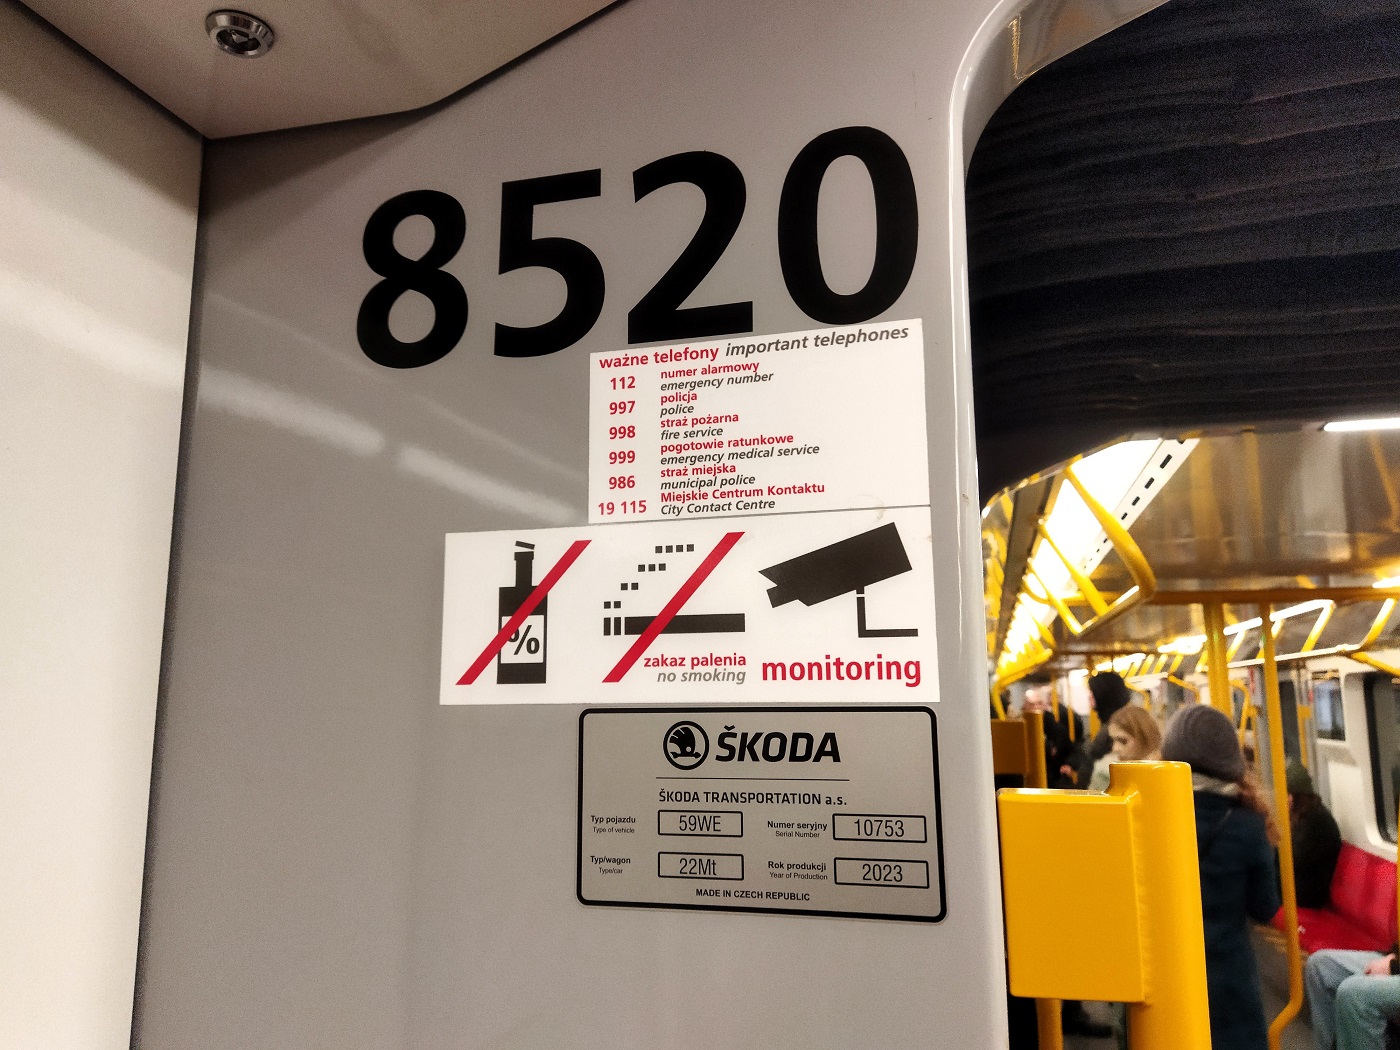 8520
ważne telefony important telephones
112 numer alarmowy
emergency number
997 policja
police
998 straż pożarna
fire service
999 pogotowie ratunkowe
emergency medical service
986 straż miejska
municipal police
19 115 Miejskie Centrum Kontaktu
City Contact Centre
%
zakaz palenia
no smoking
monitoring
ŠKODA
ŠKODA TRANSPORTATION a.s.
Typ pojazdu 59WE Numer seryjny 10753
Type of vehicle Serial Number
Typ/wagon 22Mt Rok produkcji 2023
Type/car Year of Production
MADE IN CZECH REPUBLIC